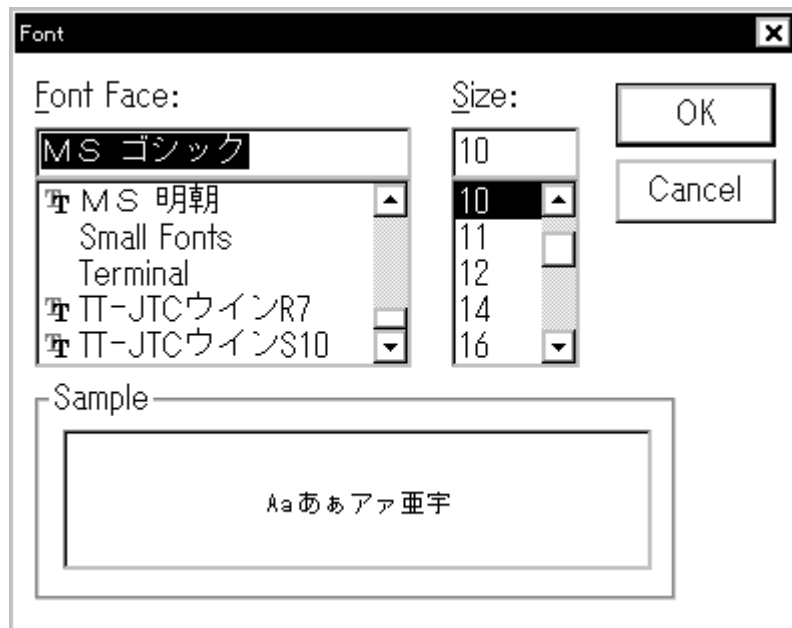 Font
Font Face:
ＭＳ ゴシック
ＭＳ 明朝
Small Fonts
Terminal
TT-JTCウインR7
TT-JTCウインS10
Size:
10
10
11
12
14
16
OK
Cancel
Sample
Aaあぁアァ亜宇